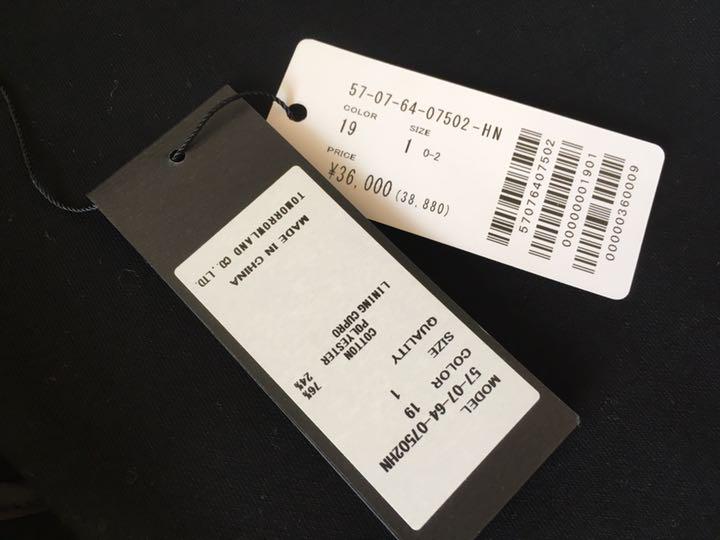 57-07-64-07502-HN
COLOR SIZE
19 1 0-2
PRICE
¥36,000(38,880)
57076407502
00000001901
00000360009
MODEL 57-07-64-07502HN
COLOR 19
SIZE 1
QUALITY
COTTON 76%
POLYESTER 24%
LINING CUPRO
MADE IN CHINA
TOMORROWLAND CO.,LTD.